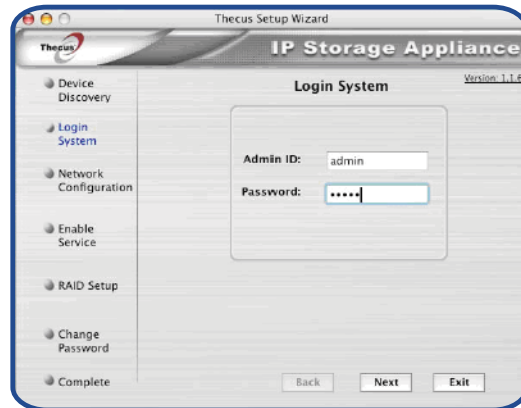 Thecus Setup Wizard
Thecus
IP Storage Appliance
Version: 1.1.6
Device
Discovery
Login
System
Network
Configuration
Enable
Service
RAID Setup
Change
Password
Complete
Login System
Admin ID:
admin
Password:
•••••
Back
Next
Exit